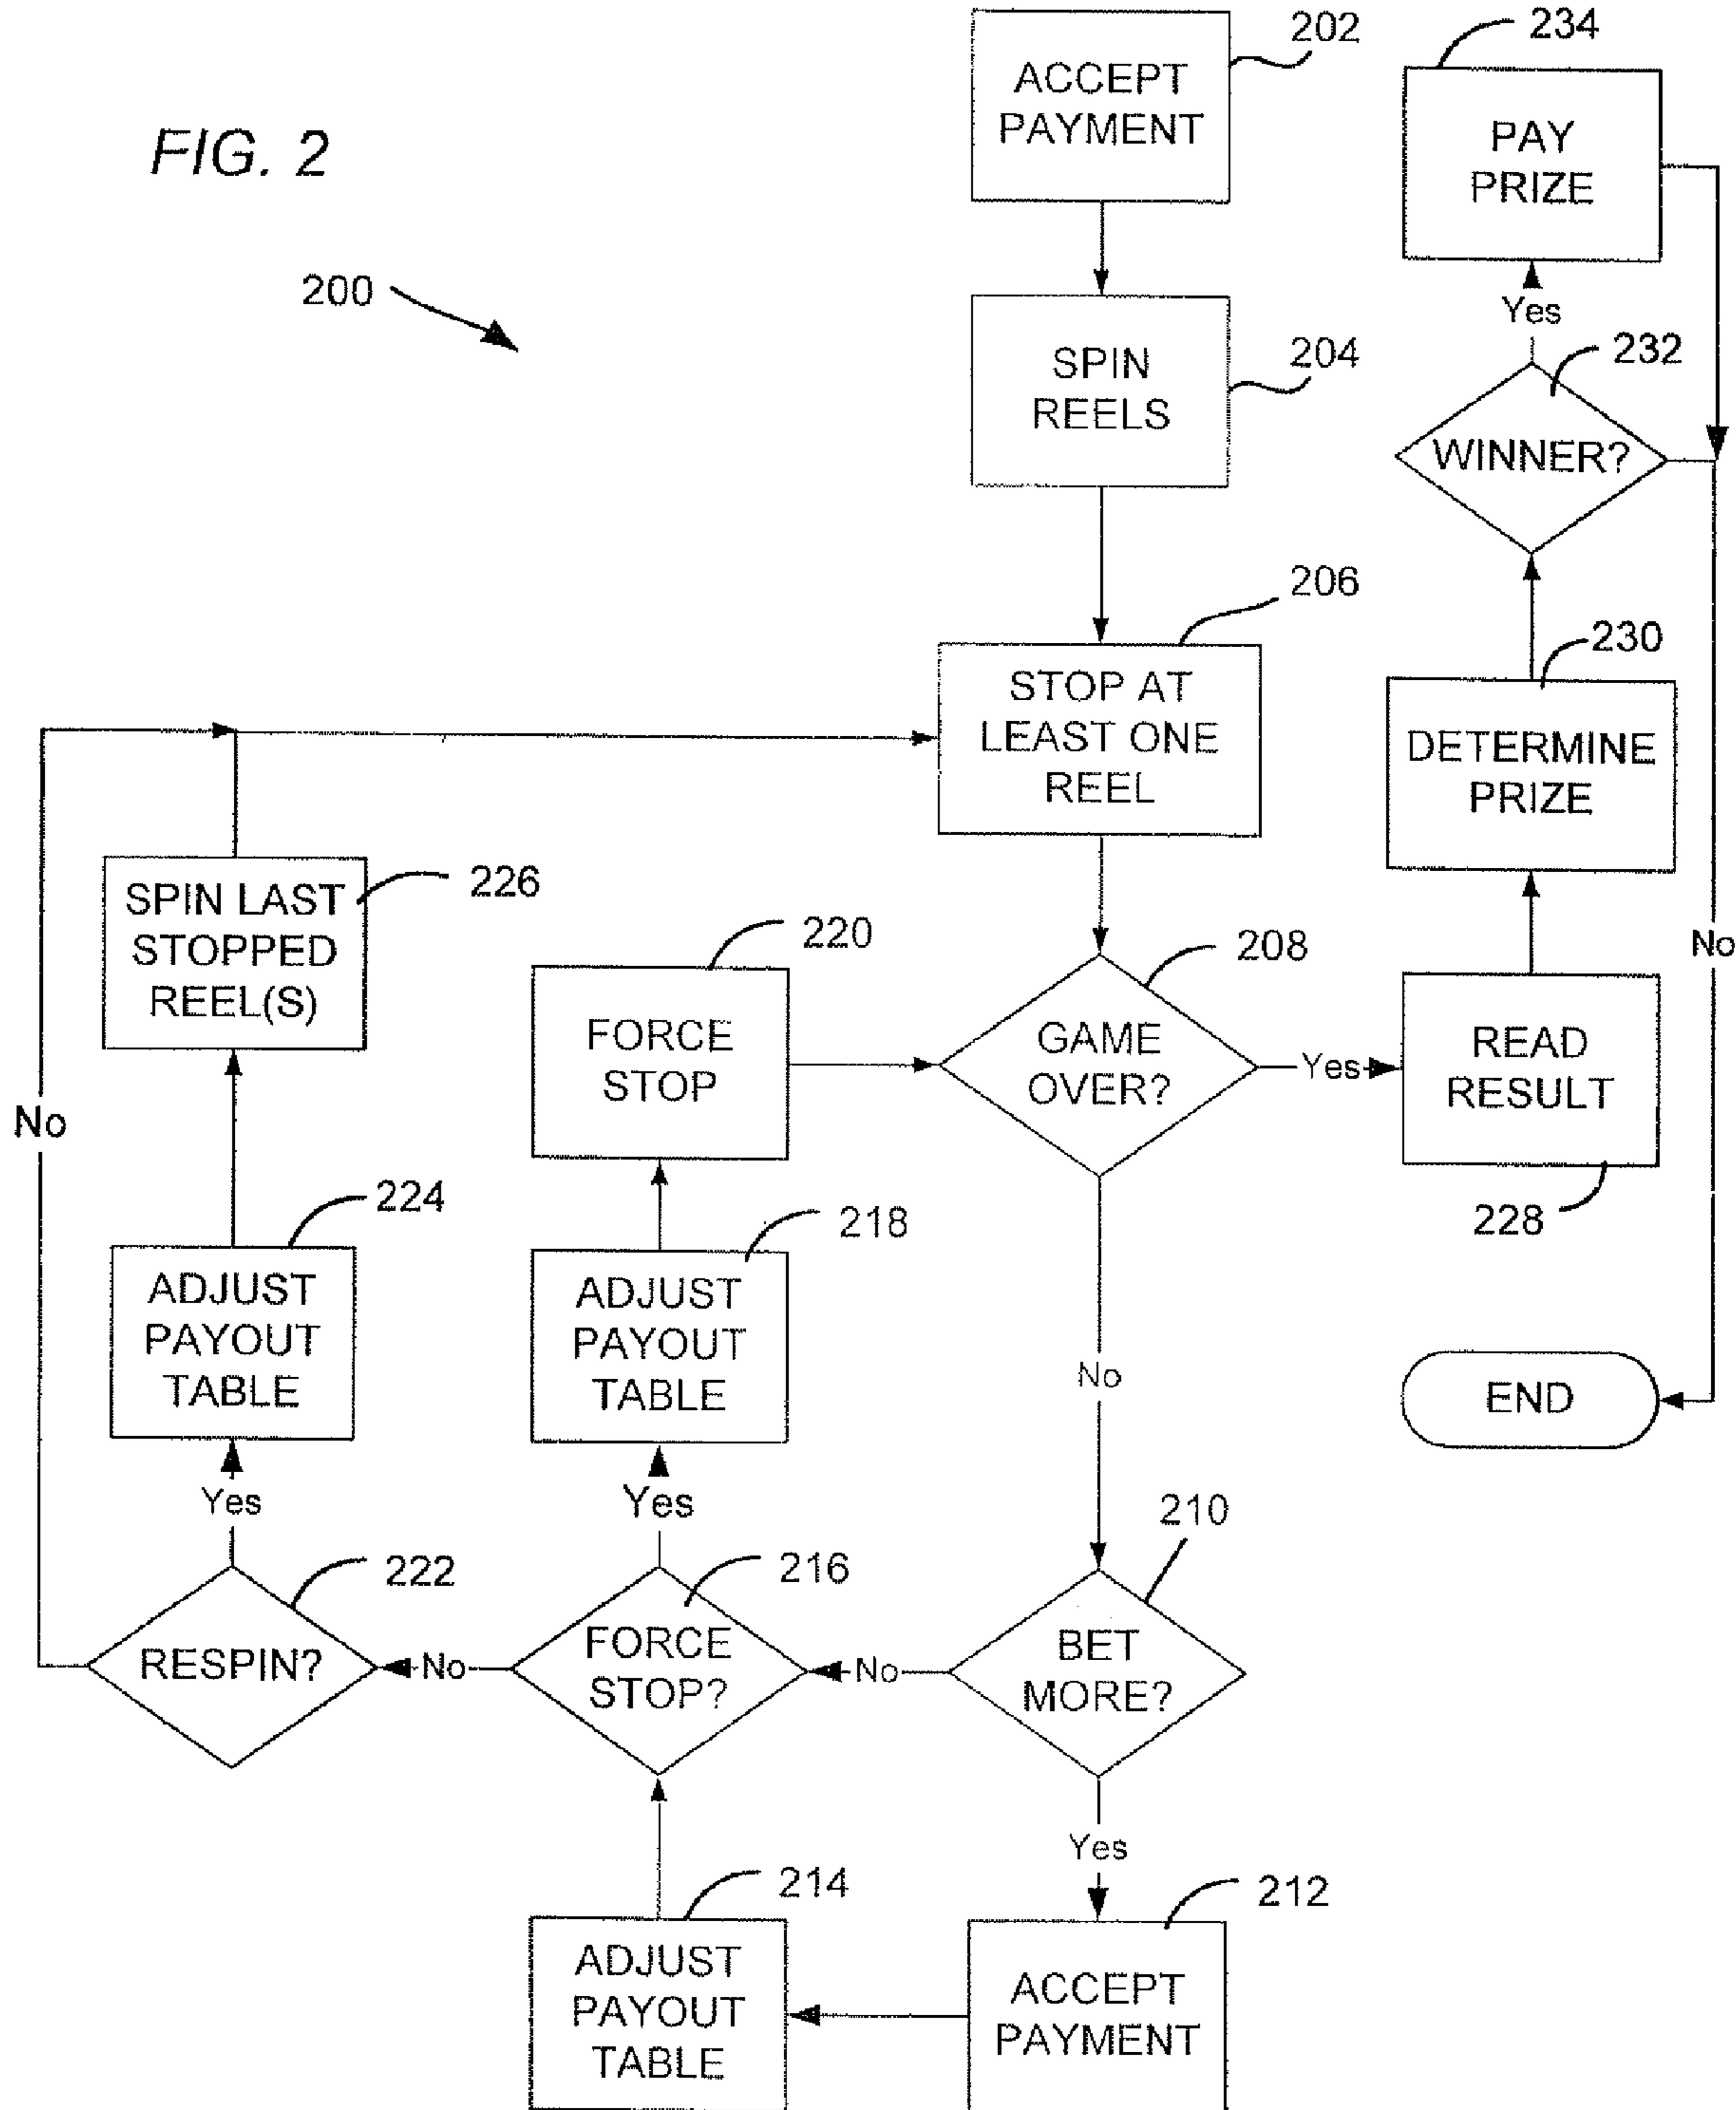 FIG. 2
200
202
ACCEPT
PAYMENT
204
SPIN
REELS
206
STOP AT
LEAST ONE
REEL
208
GAME
OVER?
Yes
No
210
BET
MORE?
Yes
No
212
ACCEPT
PAYMENT
214
ADJUST
PAYOUT
TABLE
216
FORCE
STOP?
Yes
No
218
ADJUST
PAYOUT
TABLE
220
FORCE
STOP
222
RESPIN?
Yes
No
224
ADJUST
PAYOUT
TABLE
226
SPIN LAST
STOPPED
REEL(S)
228
READ
RESULT
230
DETERMINE
PRIZE
232
WINNER?
Yes
No
234
PAY
PRIZE
END